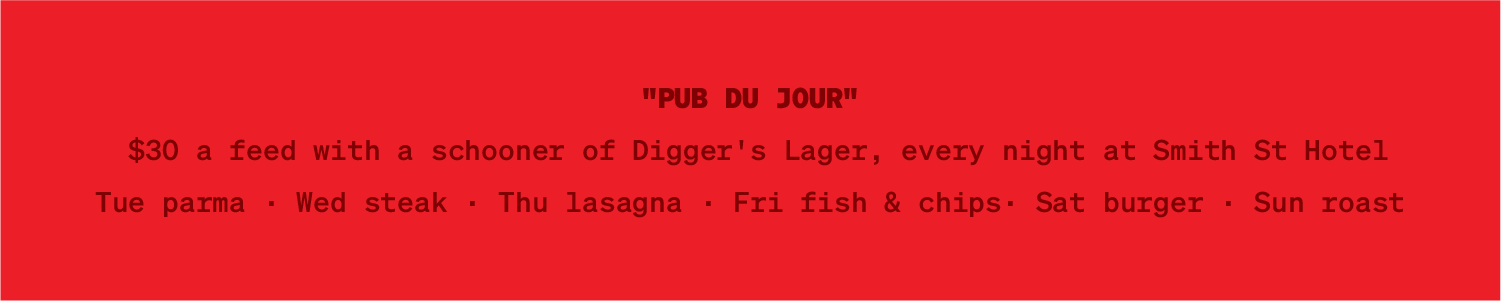 "PUB DU JOUR"
$30 a feed with a schooner of Digger's Lager, every night at Smith St Hotel
Tue parma · Wed steak · Thu lasagna · Fri fish & chips· Sat burger · Sun roast